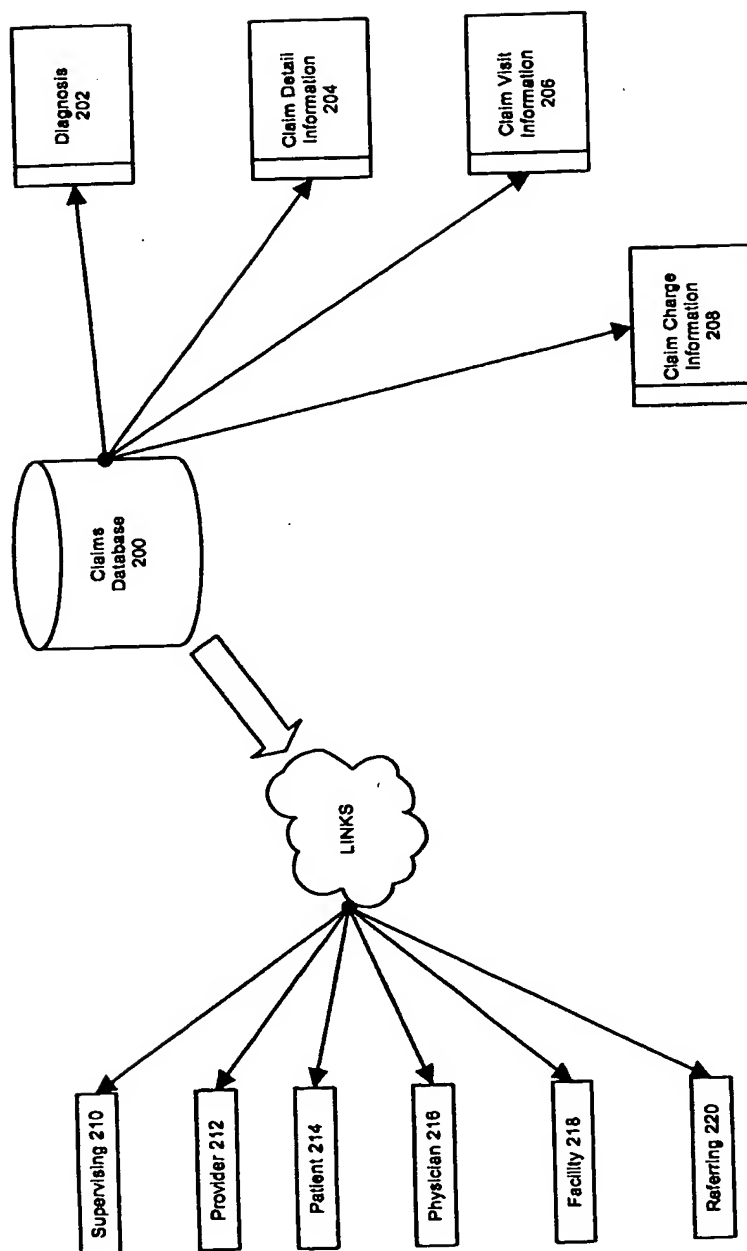 Diagnosis
202
Claim Detail
Information
204
Claim Visit
Information
206
Claim Charge
Information
208
Claims
Database
200
LINKS
Supervising 210
Provider 212
Patient 214
Physician 216
Facility 218
Referring 220